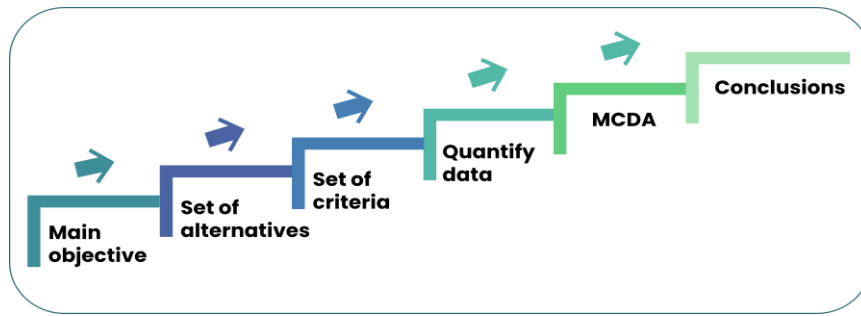 Main
objective
Set of
alternatives
Set of
criteria
Quantify
data
MCDA
Conclusions